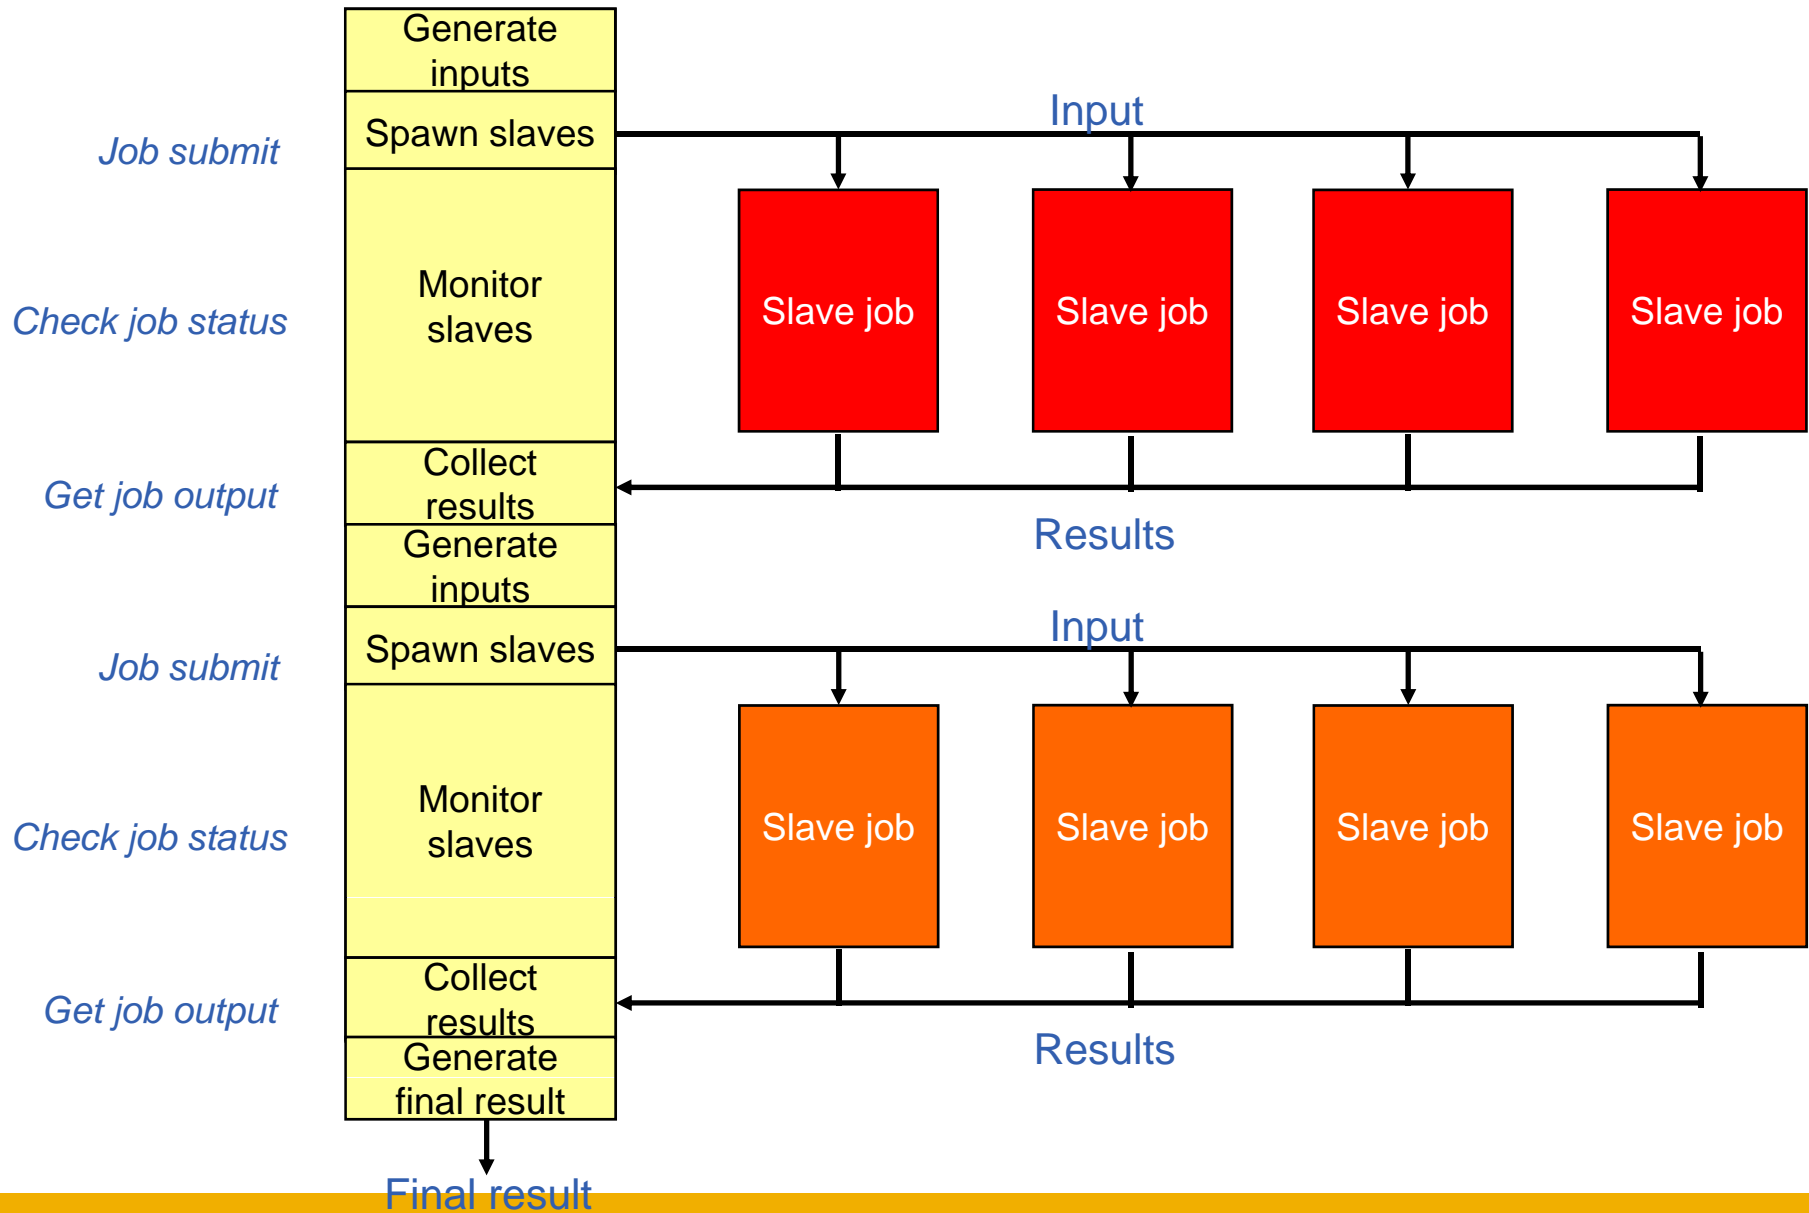 Generate
inputs
Job submit
Spawn slaves
Input
Check job status
Monitor
slaves
Slave job
Slave job
Slave job
Slave job
Get job output
Collect
results
Results
Generate
inputs
Job submit
Spawn slaves
Input
Check job status
Monitor
slaves
Slave job
Slave job
Slave job
Slave job
Get job output
Collect
results
Results
Generate
final result
Final result